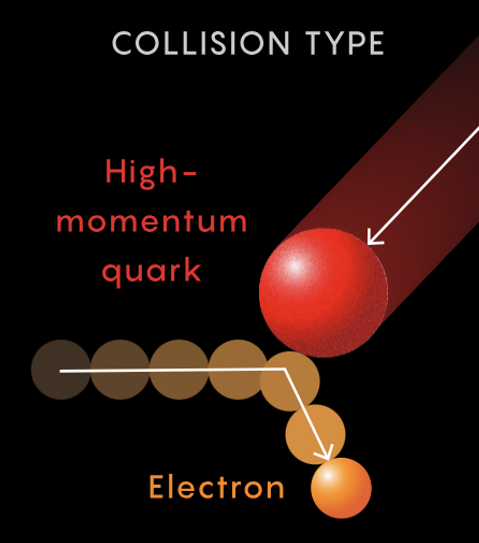 COLLISION TYPE
High-
momentum
quark
Electron